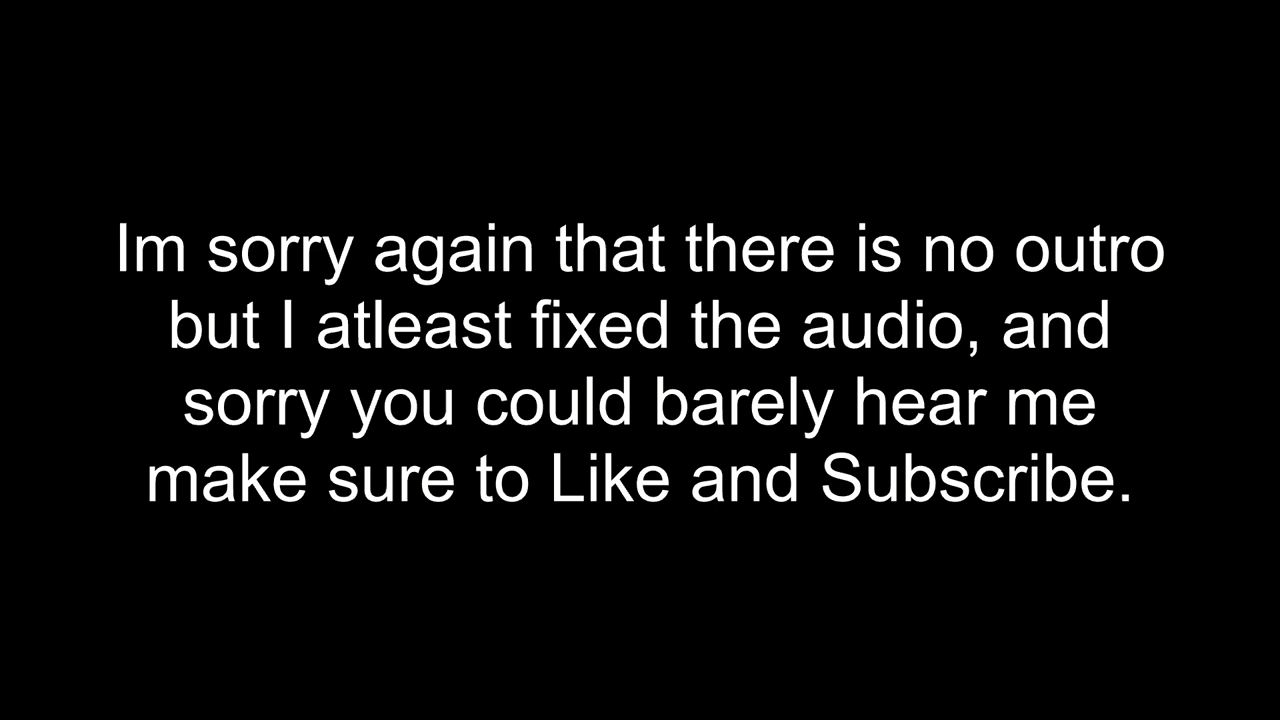 Im sorry again that there is no outro
but I atleast fixed the audio, and
sorry you could barely hear me
make sure to Like and Subscribe.